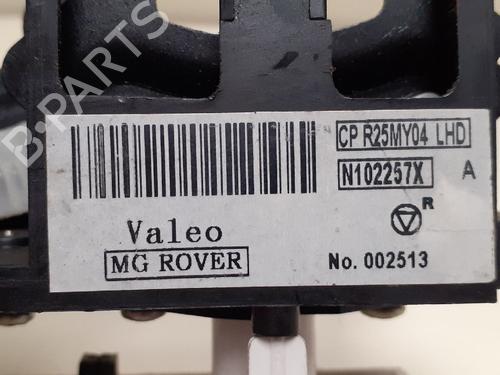 B-PARTS
CP R25MY04 LHD
N102257X A
R
Valeo
MG ROVER
No. 002513